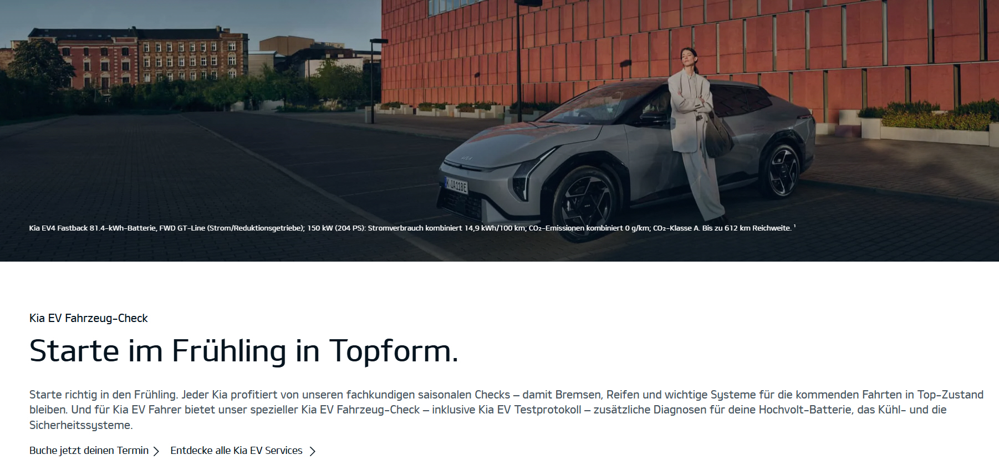 KIA
K·IA118E
Kia EV4 Fastback 81.4-kWh-Batterie, FWD GT-Line (Strom/Reduktionsgetriebe); 150 kW (204 PS): Stromverbrauch kombiniert 14,9 kWh/100 km; CO₂-Emissionen kombiniert 0 g/km; CO₂-Klasse A. Bis zu 612 km Reichweite. ¹
Kia EV Fahrzeug-Check
Starte im Frühling in Topform.
Starte richtig in den Frühling. Jeder Kia profitiert von unseren fachkundigen saisonalen Checks – damit Bremsen, Reifen und wichtige Systeme für die kommenden Fahrten in Top-Zustand
bleiben. Und für Kia EV Fahrer bietet unser spezieller Kia EV Fahrzeug-Check – inklusive Kia EV Testprotokoll – zusätzliche Diagnosen für deine Hochvolt-Batterie, das Kühl- und die
Sicherheitssysteme.
Buche jetzt deinen Termin
Entdecke alle Kia EV Services